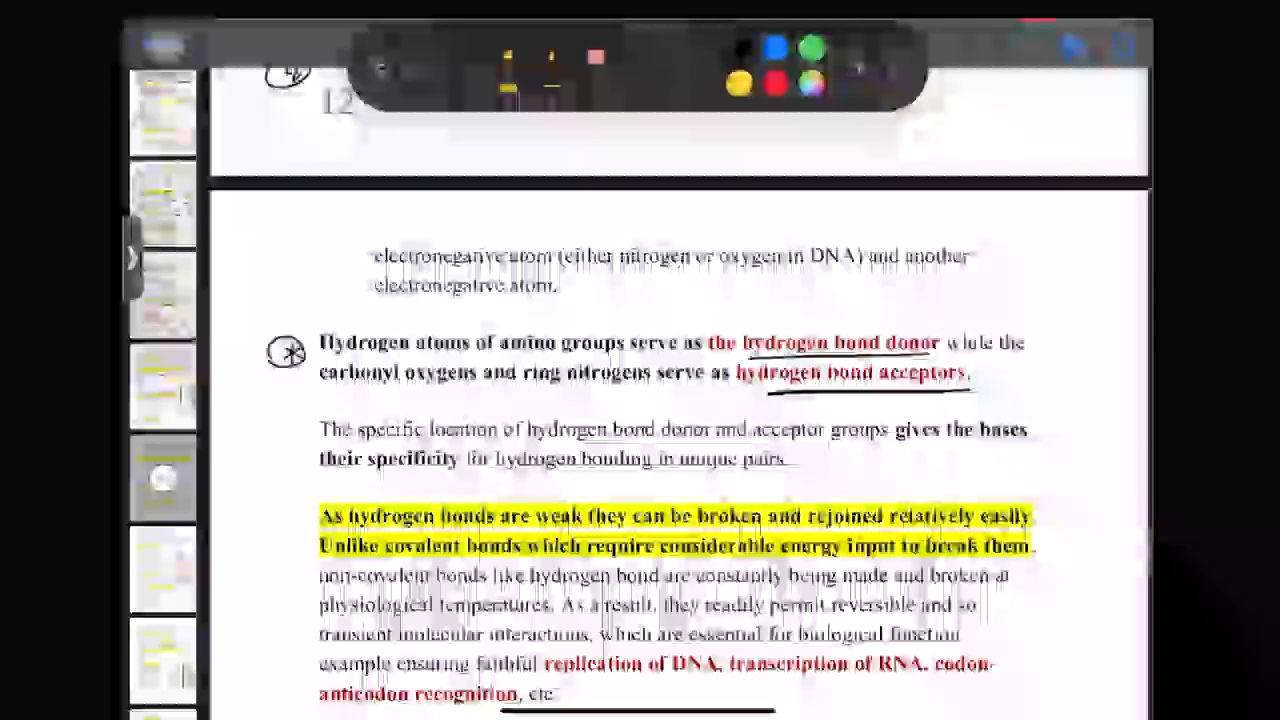 12
electronegative atom (either nitrogen or oxygen in DNA) and another
electronegative atom.
Hydrogen atoms of amino groups serve as the hydrogen bond donor while the
carbonyl oxygens and ring nitrogens serve as hydrogen bond acceptors.
The specific location of hydrogen bond donor and acceptor groups gives the bases
their specificity for hydrogen bonding in unique pairs.
As hydrogen bonds are weak they can be broken and rejoined relatively easily.
Unlike covalent bonds which require considerable energy input to break them,
non-covalent bonds like hydrogen bond are constantly being made and broken at
physiological temperatures. As a result, they readily permit reversible and so
transient molecular interactions, which are essential for biological function
example ensuring faithful replication of DNA, transcription of RNA, codon-
anticodon recognition, etc